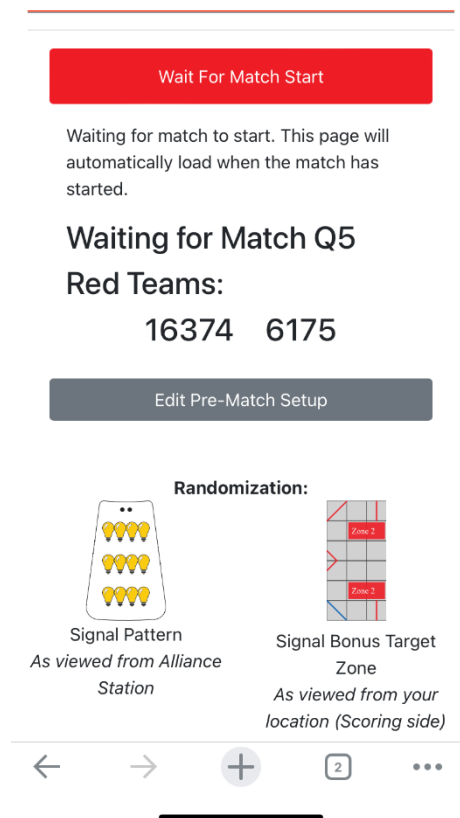 Wait For Match Start
Waiting for match to start. This page will
automatically load when the match has
started.
Waiting for Match Q5
Red Teams:
16374 6175
Edit Pre-Match Setup
Randomization:
Zone 2
Zone 2
Signal Pattern
As viewed from Alliance
Station
Signal Bonus Target
Zone
As viewed from your
location (Scoring side)
2